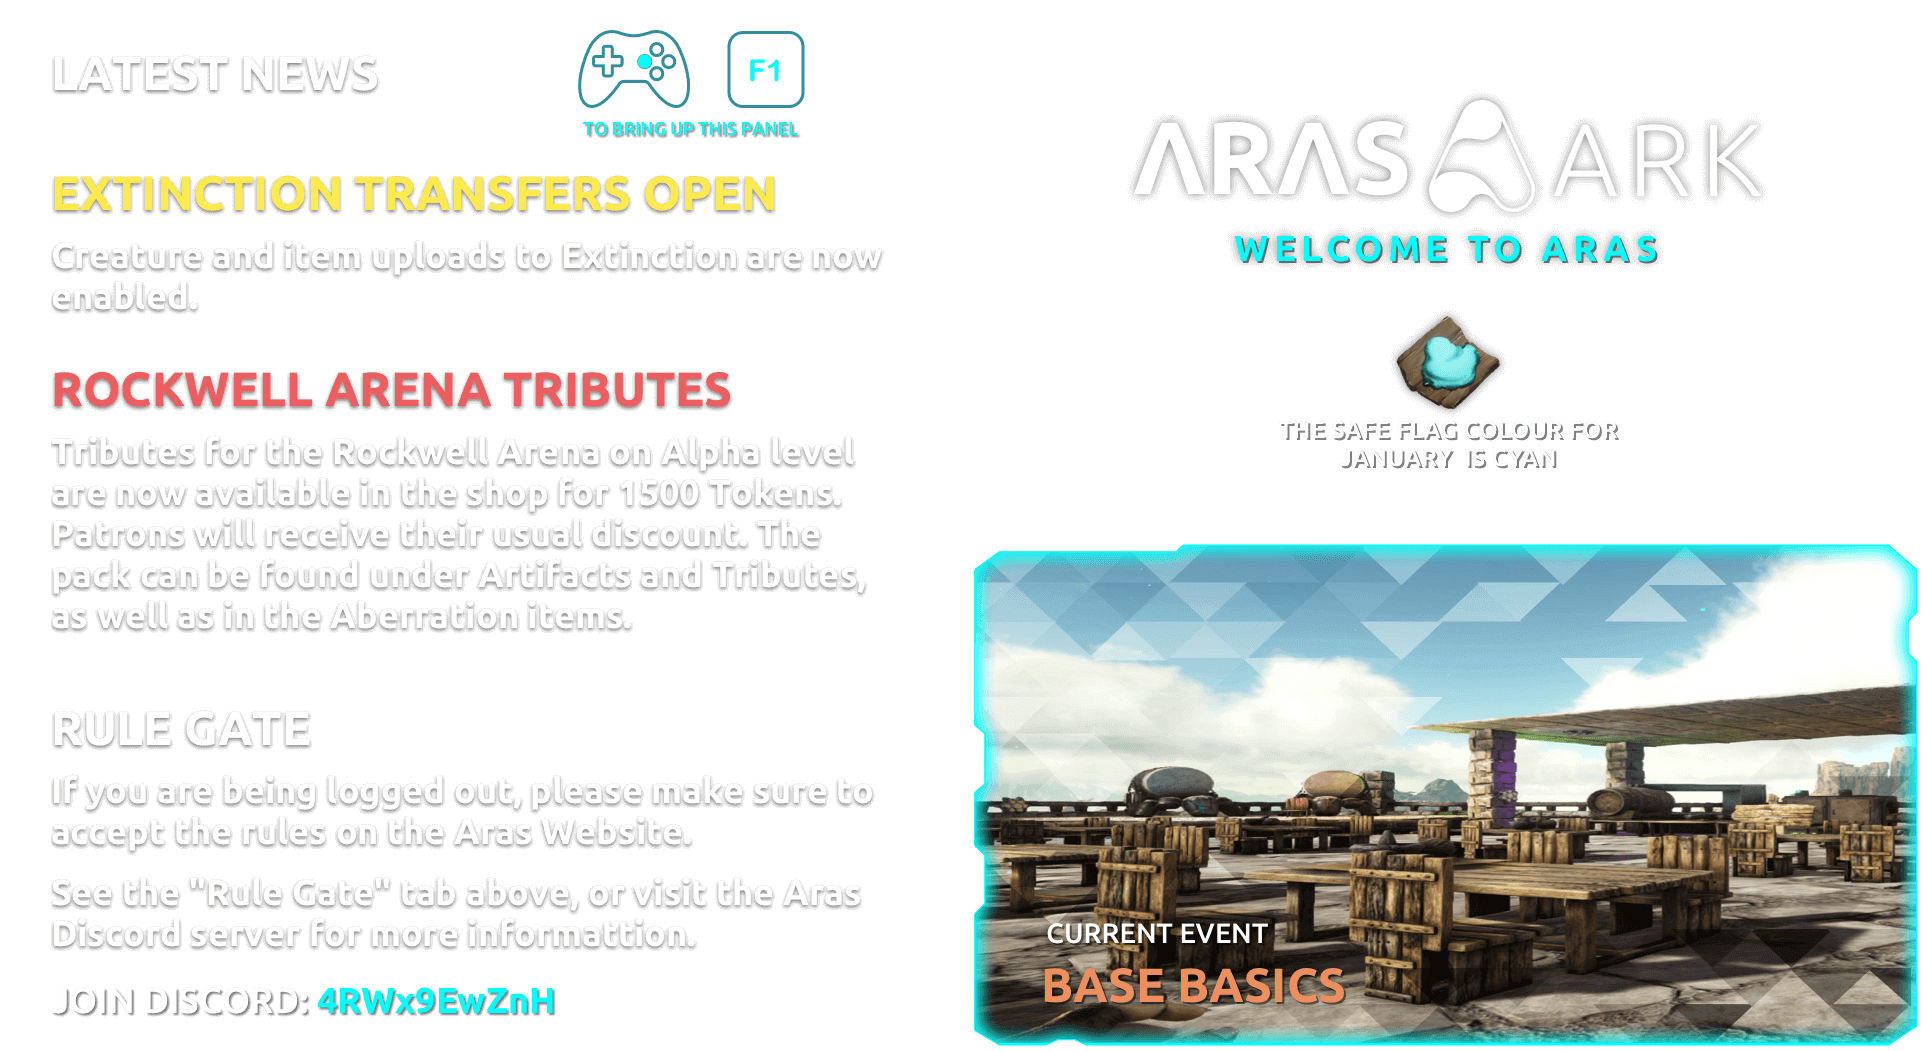 LATEST NEWS
F1
TO BRING UP THIS PANEL
EXTINCTION TRANSFERS OPEN
Creature and item uploads to Extinction are now
enabled.
ROCKWELL ARENA TRIBUTES
Tributes for the Rockwell Arena on Alpha level
are now available in the shop for 1500 Tokens.
Patrons will receive their usual discount. The
pack can be found under Artifacts and Tributes,
as well as in the Aberration items.
RULE GATE
If you are being logged out, please make sure to
accept the rules on the Aras Website.
See the "Rule Gate" tab above, or visit the Aras
Discord server for more informattion.
JOIN DISCORD: 4RWx9EwZnH
ARAS ARK
WELCOME TO ARAS
THE SAFE FLAG COLOUR FOR
JANUARY IS CYAN
CURRENT EVENT
BASE BASICS